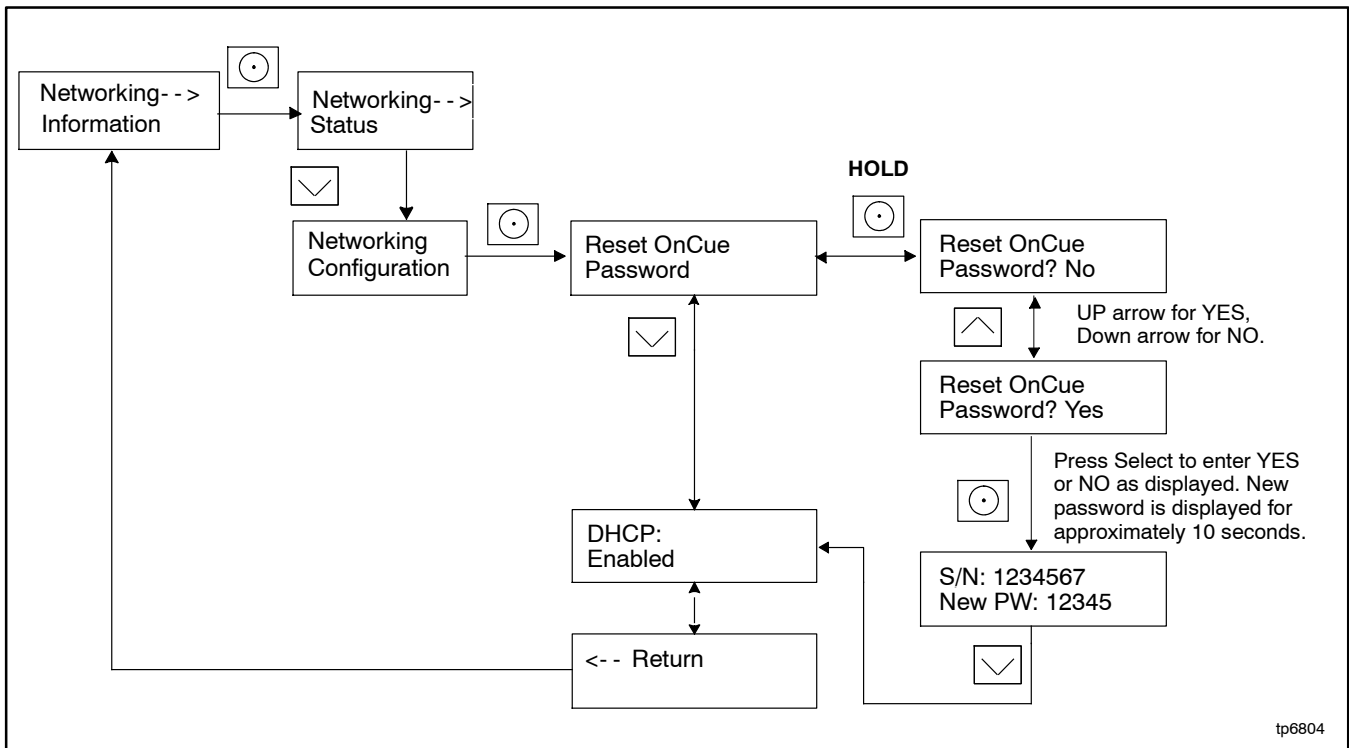 Networking- - >
Information
Networking- - >
Status
Networking
Configuration
Reset OnCue
Password
HOLD
Reset OnCue
Password? No
UP arrow for YES,
Down arrow for NO.
Reset OnCue
Password? Yes
Press Select to enter YES
or NO as displayed. New
password is displayed for
approximately 10 seconds.
DHCP:
Enabled
S/N: 1234567
New PW: 12345
<- - Return
tp6804